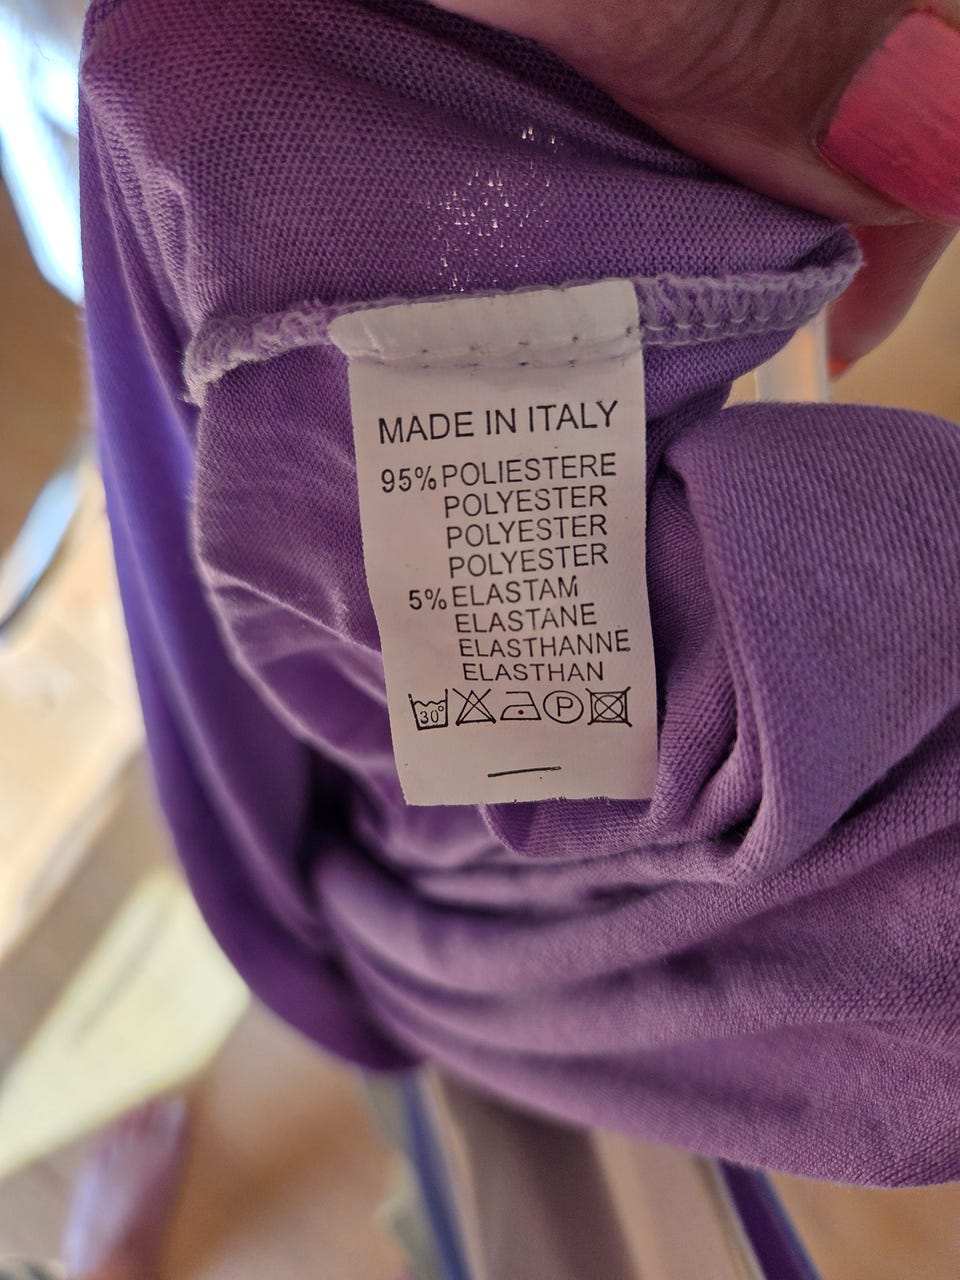 MADE IN ITALY
95% POLIESTERE
POLYESTER
POLYESTER
POLYESTER
5% ELASTAM
ELASTANE
ELASTHANNE
ELASTHAN
30° P